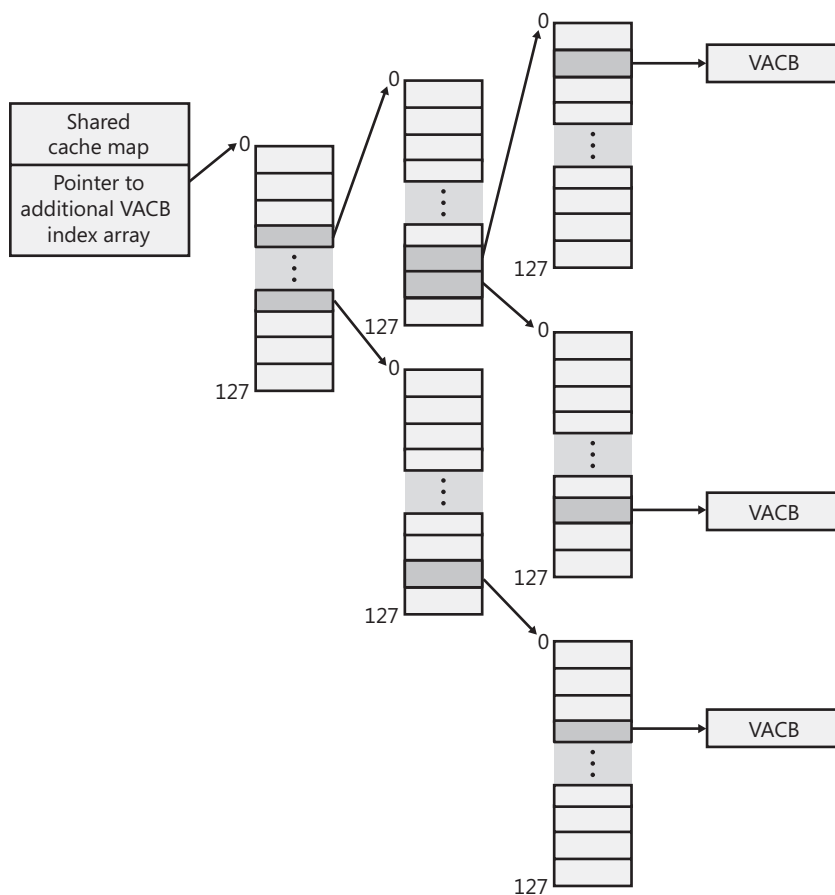 Shared
cache map
Pointer to
additional VACB
index array
0
127
0
127
0
127
0
127
VACB
0
127
VACB
0
127
VACB